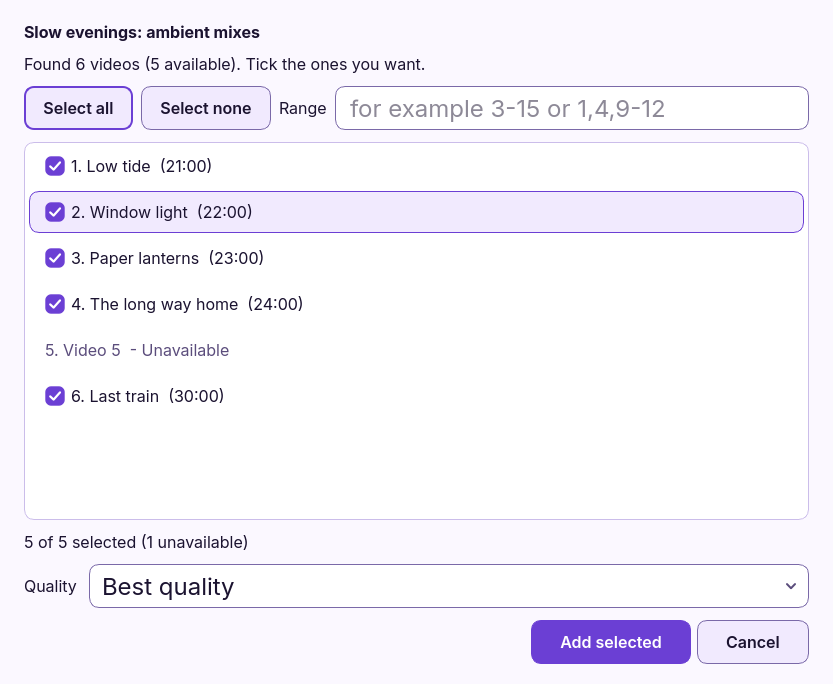 Slow evenings: ambient mixes
Found 6 videos (5 available). Tick the ones you want.
Select all Select none Range for example 3-15 or 1,4,9-12
1. Low tide (21:00)
2. Window light (22:00)
3. Paper lanterns (23:00)
4. The long way home (24:00)
5. Video 5 - Unavailable
6. Last train (30:00)
5 of 5 selected (1 unavailable)
Quality Best quality
Add selected Cancel